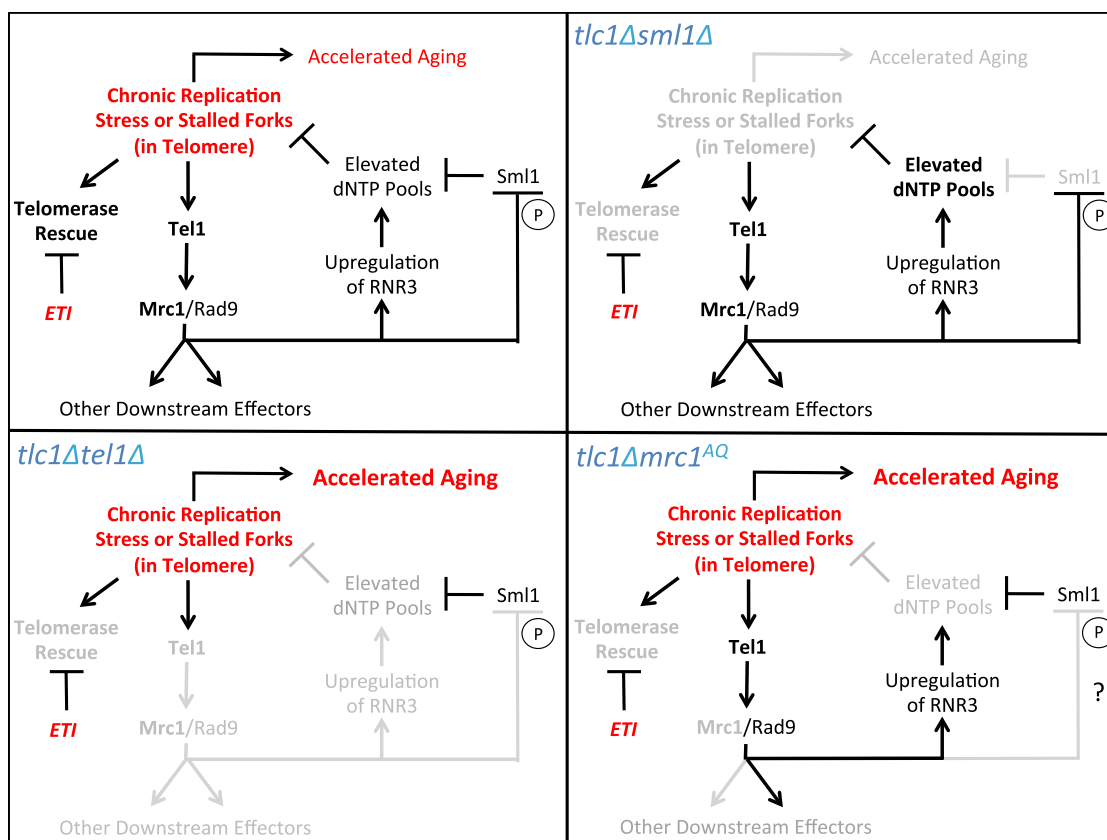 Accelerated Aging
Chronic Replication
Stress or Stalled Forks
(in Telomere)
Elevated
dNTP Pools
Sml1
P
Telomerase
Rescue
Tel1
Upregulation
of RNR3
ETI
Mrc1/Rad9
Other Downstream Effectors
tlc1Δsml1Δ
Accelerated Aging
Chronic Replication
Stress or Stalled Forks
(in Telomere)
Elevated
dNTP Pools
Sml1
P
Telomerase
Rescue
Tel1
Upregulation
of RNR3
ETI
Mrc1/Rad9
Other Downstream Effectors
tlc1Δtel1Δ
Accelerated Aging
Chronic Replication
Stress or Stalled Forks
(in Telomere)
Elevated
dNTP Pools
Sml1
P
Telomerase
Rescue
Tel1
Upregulation
of RNR3
ETI
Mrc1/Rad9
Other Downstream Effectors
tlc1Δmrc1^AQ
Accelerated Aging
Chronic Replication
Stress or Stalled Forks
(in Telomere)
Elevated
dNTP Pools
Sml1
P
Telomerase
Rescue
Tel1
Upregulation
of RNR3
?
ETI
Mrc1/Rad9
Other Downstream Effectors